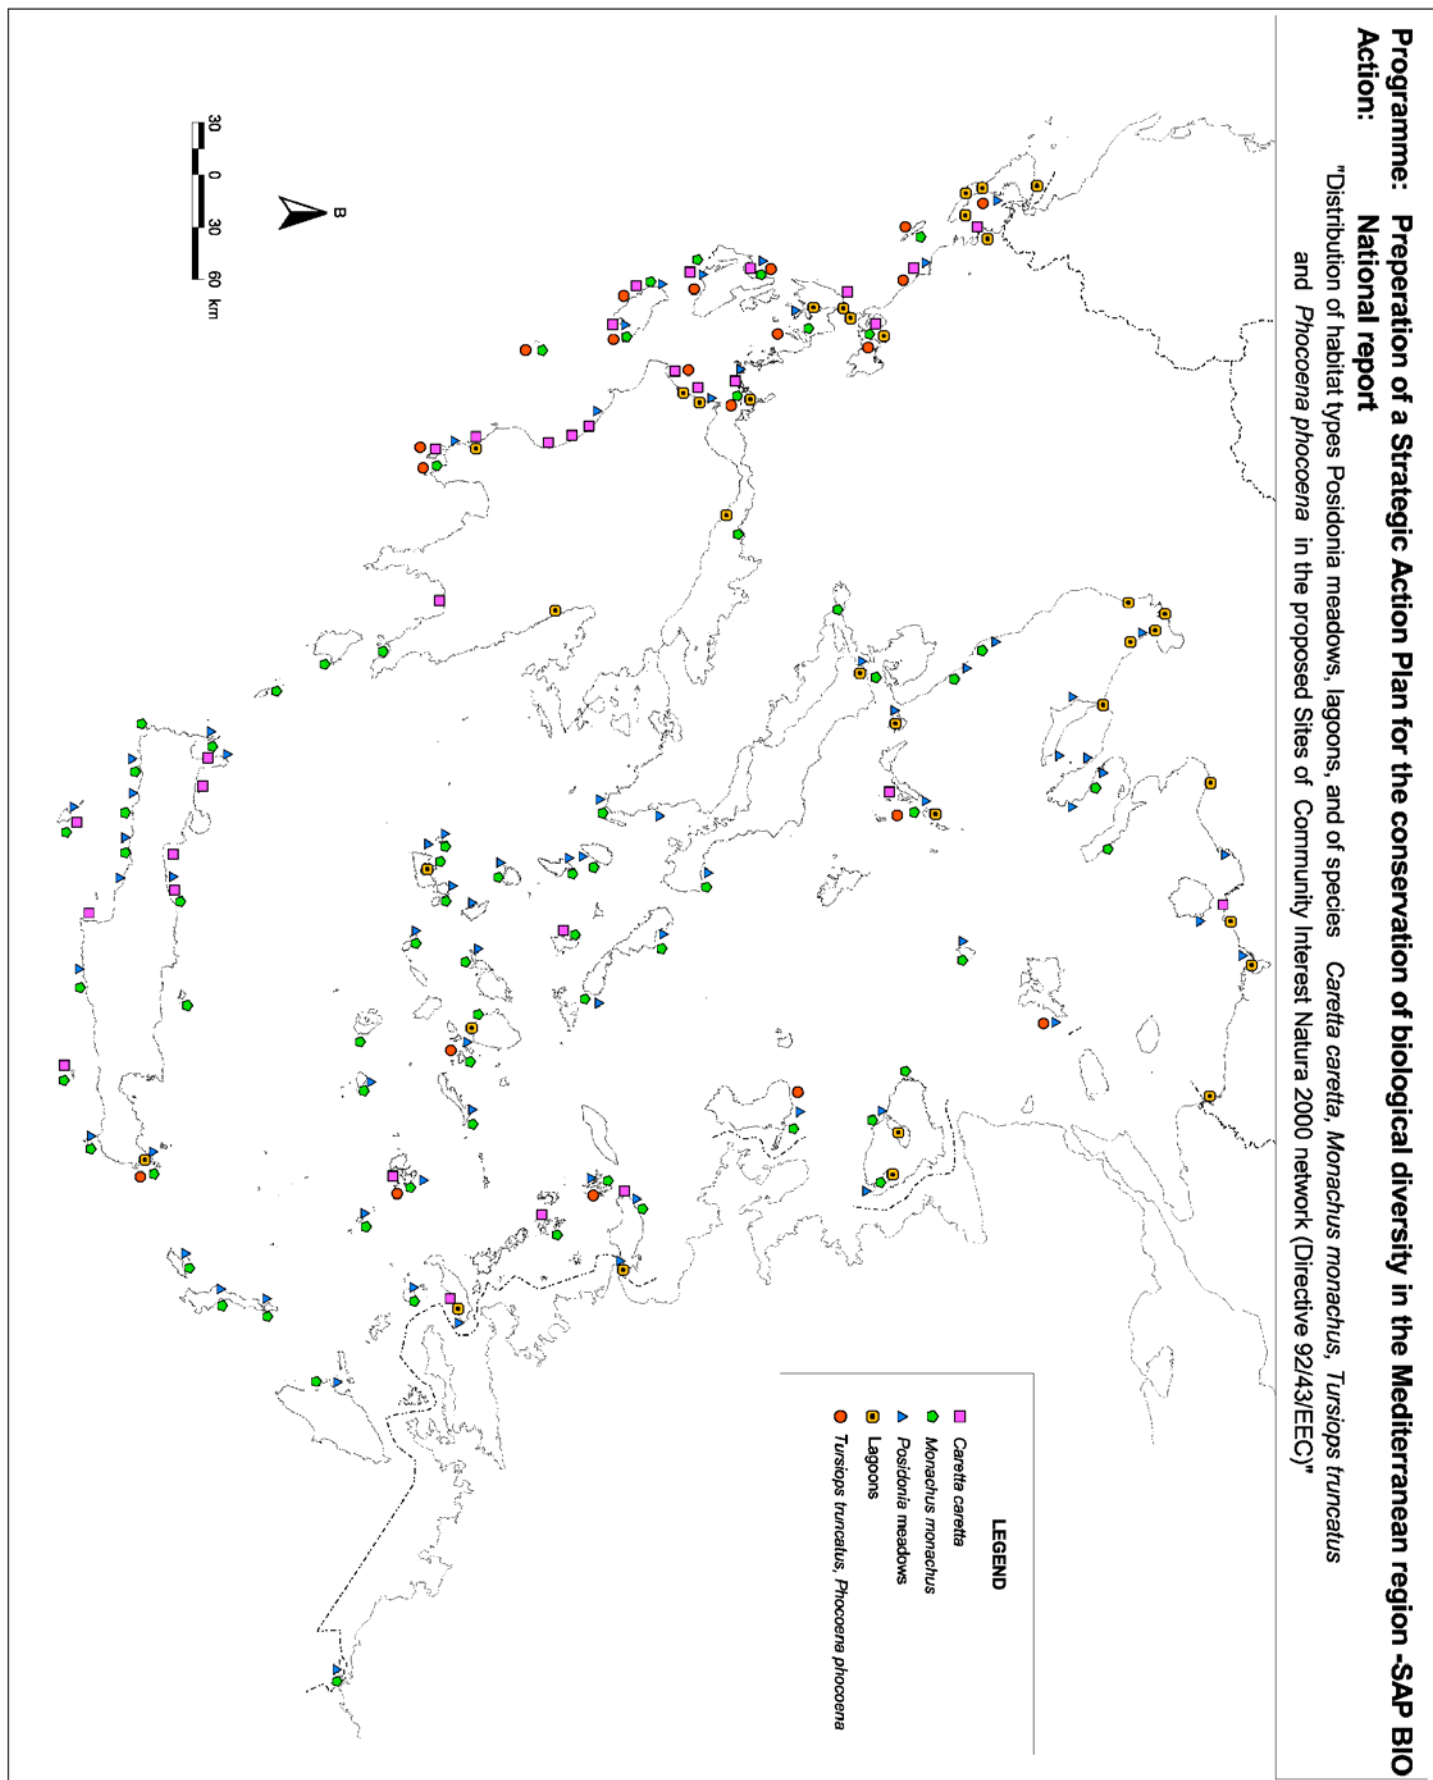 Programme: Preperation of a Strategic Action Plan for the conservation of biological diversity in the Mediterranean region -SAP BIO
Action: National report
"Distribution of habitat types Posidonia meadows, lagoons, and of species Caretta caretta, Monachus monachus, Tursiops truncatus
and Phocoena phocoena in the proposed Sites of Community Interest Natura 2000 network (Directive 92/43/EEC)"
LEGEND
Caretta caretta
Monachus monachus
Posidonia meadows
Lagoons
Tursiops truncatus, Phocoena phocoena
B
30 0 30 60 km